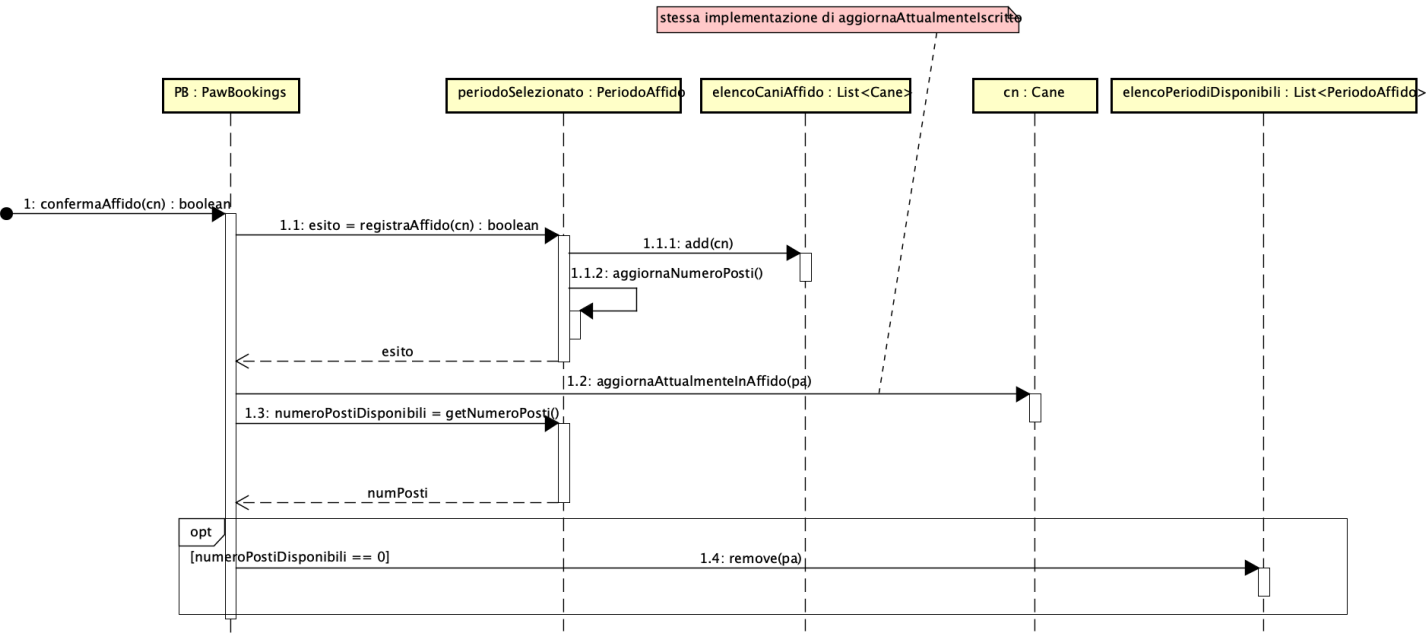 stessa implementazione di aggiornaAttualmenteIscritto
PB : PawBookings
periodoSelezionato : PeriodoAffido
elencoCaniAffido : List<Cane>
cn : Cane
elencoPeriodiDisponibili : List<PeriodoAffido>
1: confermaAffido(cn) : boolean
1.1: esito = registraAffido(cn) : boolean
1.1.1: add(cn)
1.1.2: aggiornaNumeroPosti()
esito
1.2: aggiornaAttualmenteInAffido(pa)
1.3: numeroPostiDisponibili = getNumeroPosti()
numPosti
opt
[numeroPostiDisponibili == 0]
1.4: remove(pa)